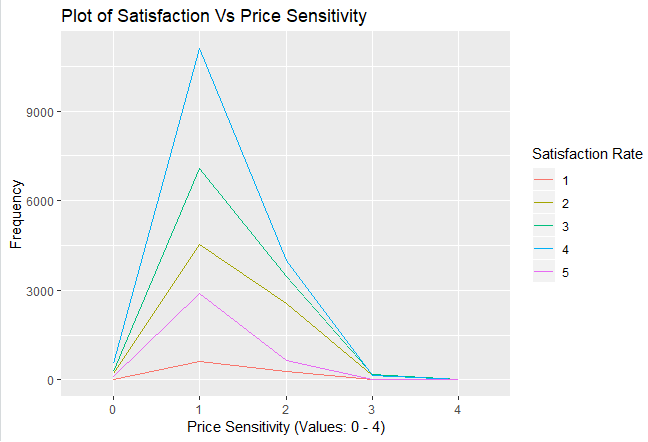 Plot of Satisfaction Vs Price Sensitivity
9000
6000
3000
0
Frequency
0 1 2 3 4
Price Sensitivity (Values: 0 - 4)
Satisfaction Rate
1
2
3
4
5